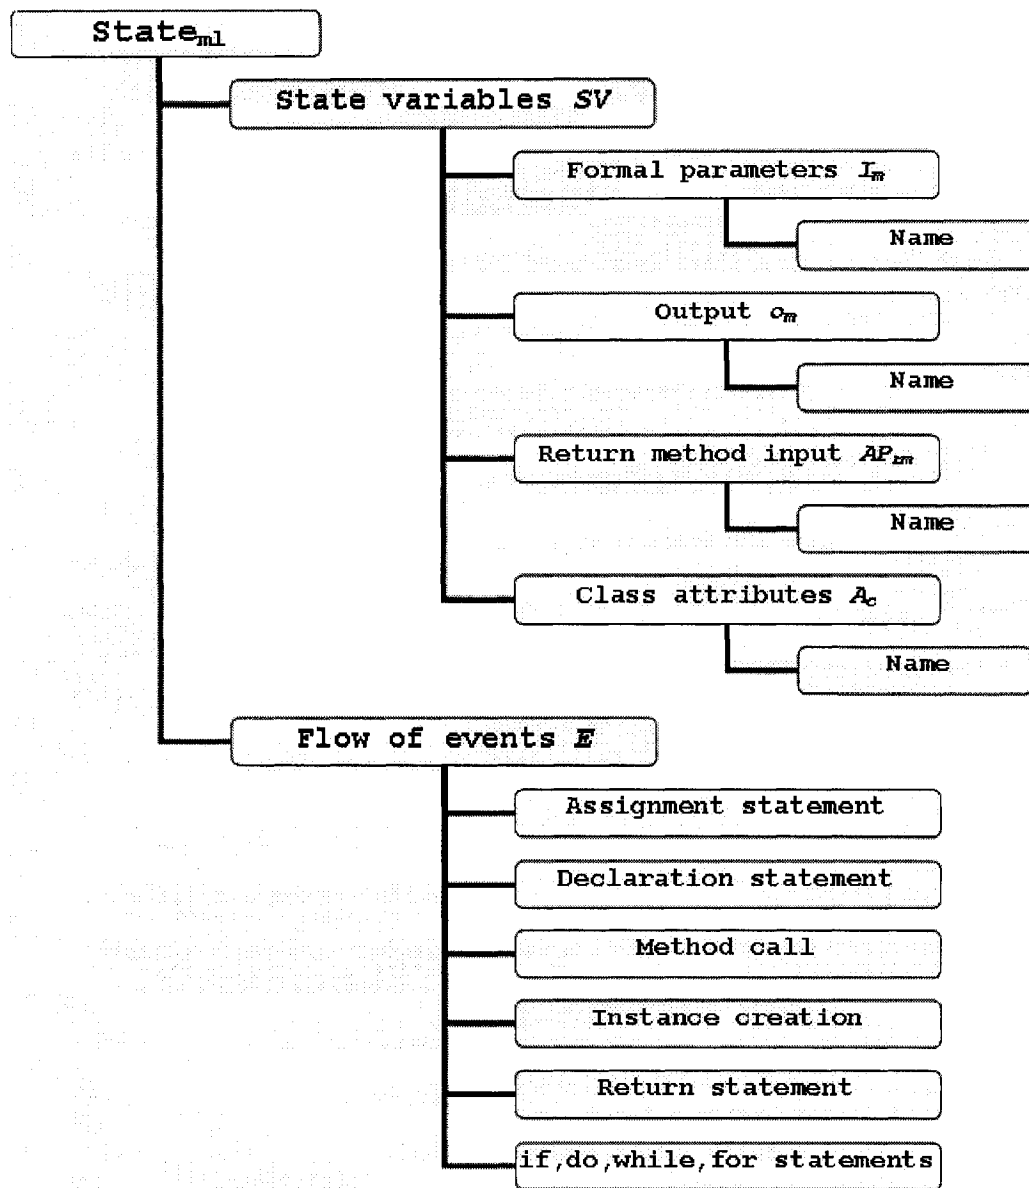 State_ml
State variables SV
Formal parameters I_m
Name
Output o_m
Name
Return method input AP_rm
Name
Class attributes A_c
Name
Flow of events E
Assignment statement
Declaration statement
Method call
Instance creation
Return statement
if,do,while,for statements